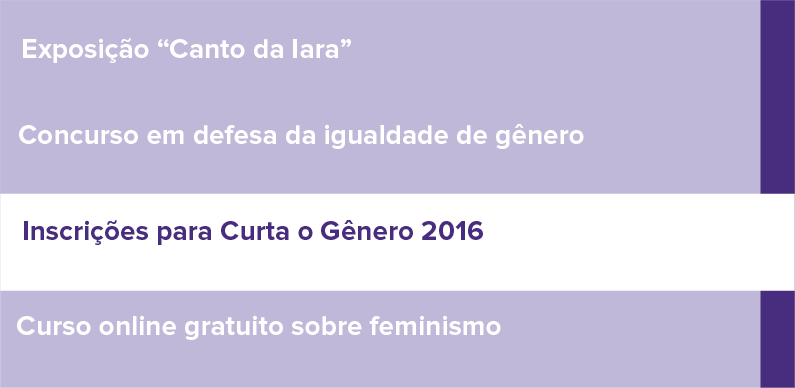 Exposição “Canto da Iara”
Concurso em defesa da igualdade de gênero
Inscrições para Curta o Gênero 2016
Curso online gratuito sobre feminismo